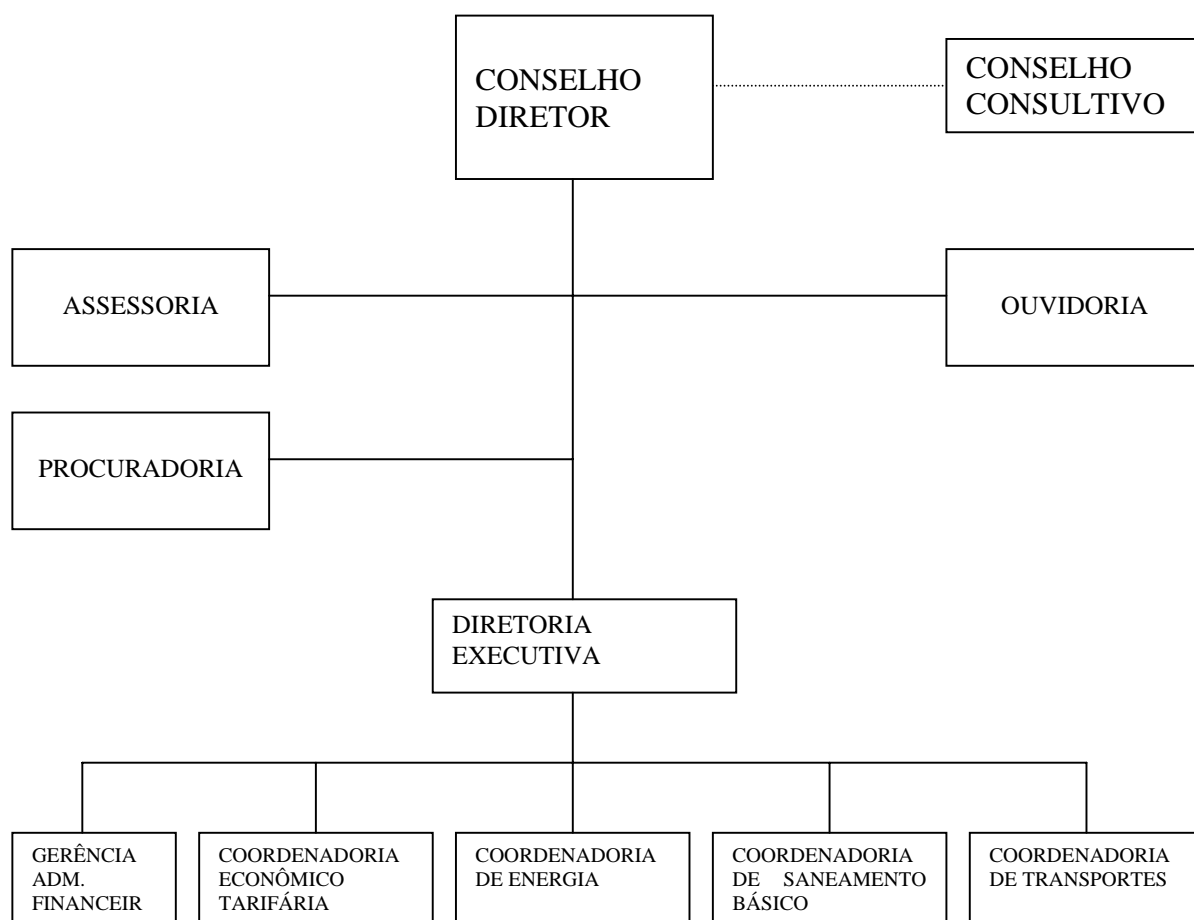 CONSELHO
DIRETOR
CONSELHO
CONSULTIVO
ASSESSORIA
OUVIDORIA
PROCURADORIA
DIRETORIA
EXECUTIVA
GERÊNCIA
ADM.
FINANCEIR
COORDENADORIA
ECONÔMICO
TARIFÁRIA
COORDENADORIA
DE ENERGIA
COORDENADORIA
DE SANEAMENTO
BÁSICO
COORDENADORIA
DE TRANSPORTES